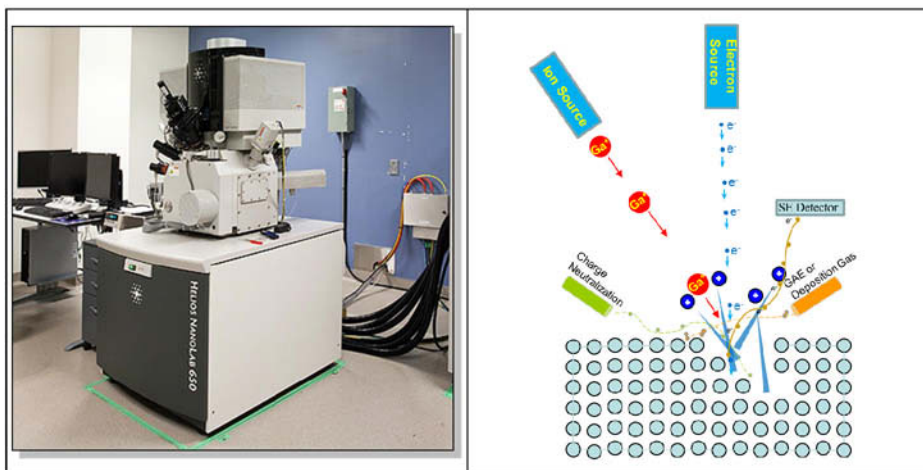 HELIOS NANOLAB 650
Ion Source
Electron
Source
Ga+
Ga+
Ga+
e-
e-
e-
e-
e-
e-
SE Detector
e-
Charge
Neutralization
GAE or
Deposition Gas